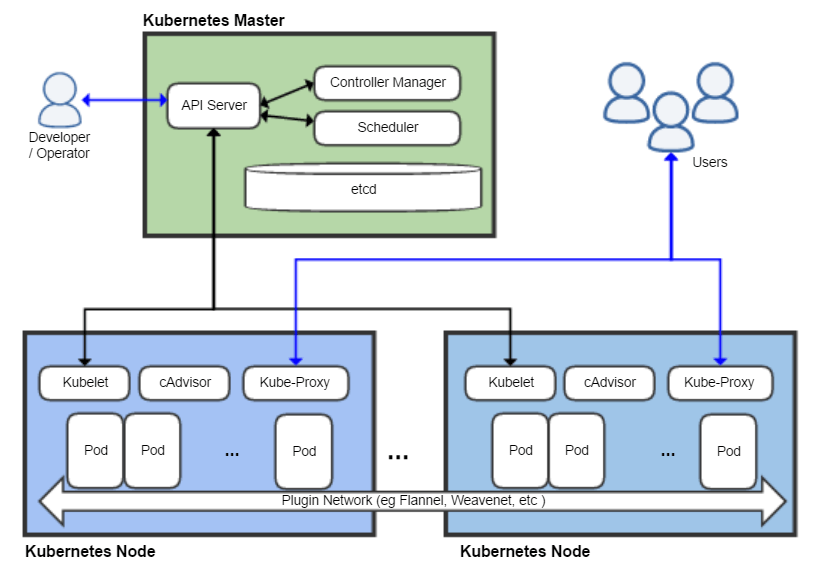 Kubernetes Master
API Server
Controller Manager
Scheduler
etcd
Developer
/ Operator
Users
Kubelet
cAdvisor
Kube-Proxy
Pod
Pod
...
Pod
...
Kubelet
cAdvisor
Kube-Proxy
Pod
Pod
...
Pod
Plugin Network (eg Flannel, Weavenet, etc )
Kubernetes Node
Kubernetes Node